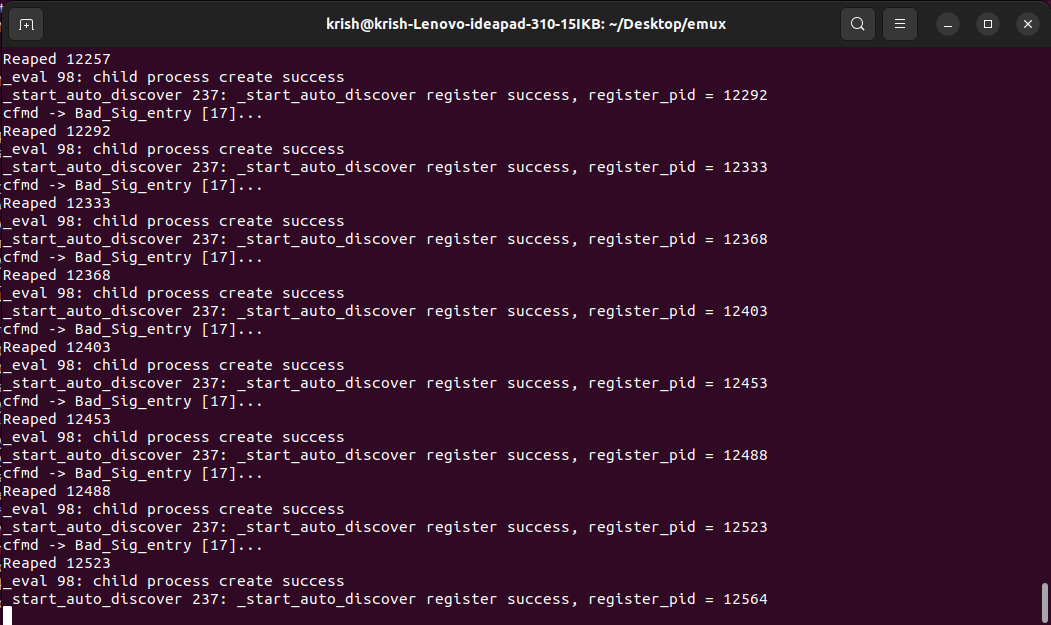 krish@krish-Lenovo-ideapad-310-15IKB: ~/Desktop/emux
Reaped 12257
_eval 98: child process create success
_start_auto_discover 237: _start_auto_discover register success, register_pid = 12292
cfmd -> Bad_Sig_entry [17]...
Reaped 12292
_eval 98: child process create success
_start_auto_discover 237: _start_auto_discover register success, register_pid = 12333
cfmd -> Bad_Sig_entry [17]...
Reaped 12333
_eval 98: child process create success
_start_auto_discover 237: _start_auto_discover register success, register_pid = 12368
cfmd -> Bad_Sig_entry [17]...
Reaped 12368
_eval 98: child process create success
_start_auto_discover 237: _start_auto_discover register success, register_pid = 12403
cfmd -> Bad_Sig_entry [17]...
Reaped 12403
_eval 98: child process create success
_start_auto_discover 237: _start_auto_discover register success, register_pid = 12453
cfmd -> Bad_Sig_entry [17]...
Reaped 12453
_eval 98: child process create success
_start_auto_discover 237: _start_auto_discover register success, register_pid = 12488
cfmd -> Bad_Sig_entry [17]...
Reaped 12488
_eval 98: child process create success
_start_auto_discover 237: _start_auto_discover register success, register_pid = 12523
cfmd -> Bad_Sig_entry [17]...
Reaped 12523
_eval 98: child process create success
_start_auto_discover 237: _start_auto_discover register success, register_pid = 12564